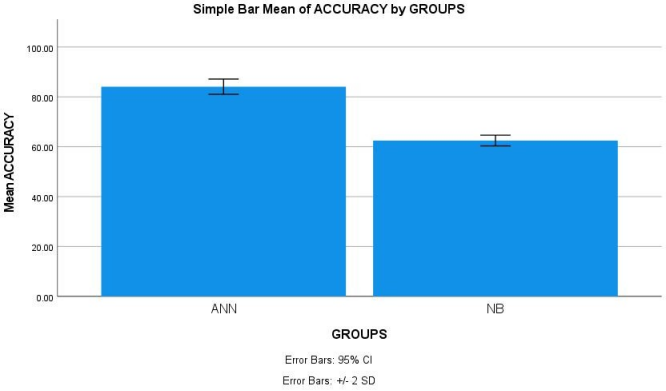 Simple Bar Mean of ACCURACY by GROUPS
100.00
80.00
60.00
40.00
20.00
0.00
Mean ACCURACY
ANN
NB
GROUPS
Error Bars: 95% CI
Error Bars: +/- 2 SD